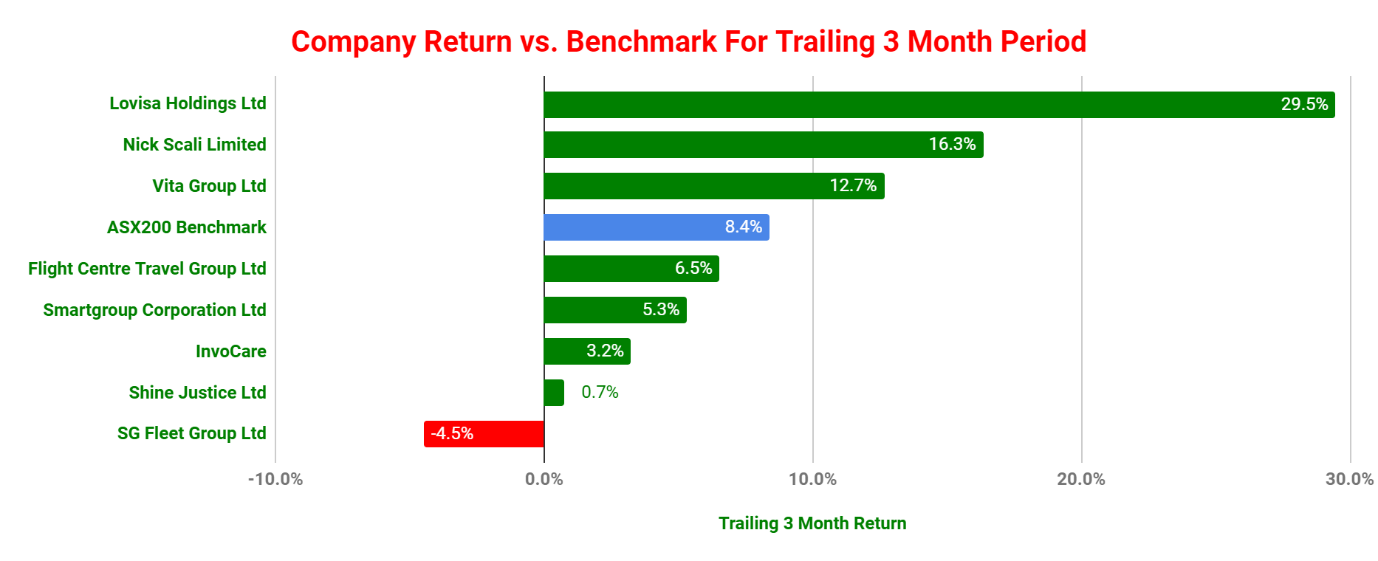 Company Return vs. Benchmark For Trailing 3 Month Period
Lovisa Holdings Ltd 29.5%
Nick Scali Limited 16.3%
Vita Group Ltd 12.7%
ASX200 Benchmark 8.4%
Flight Centre Travel Group Ltd 6.5%
Smartgroup Corporation Ltd 5.3%
InvoCare 3.2%
Shine Justice Ltd 0.7%
SG Fleet Group Ltd -4.5%
-10.0% 0.0% 10.0% 20.0% 30.0%
Trailing 3 Month Return